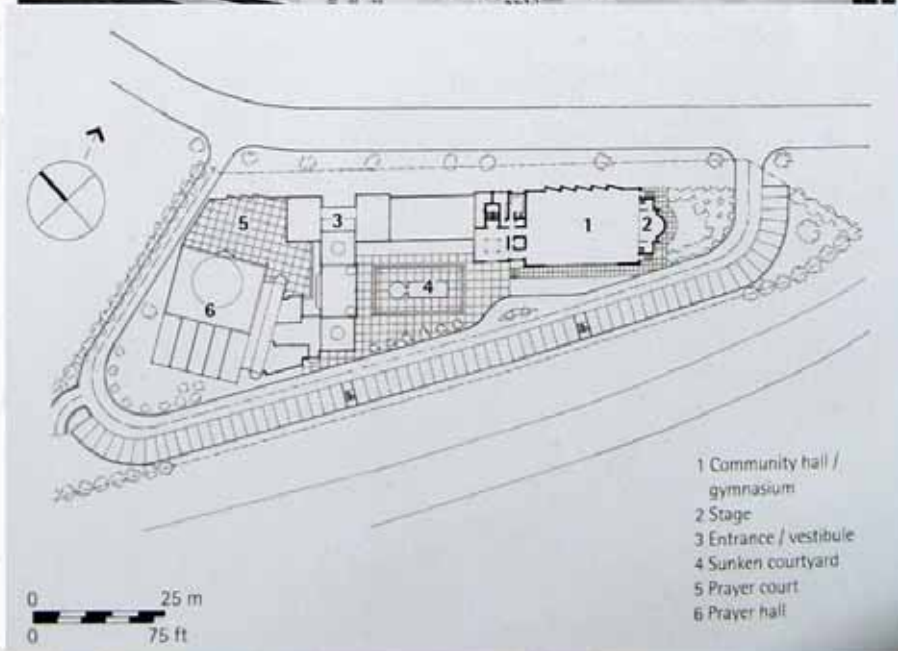 5
3
1
2
4
6
1 Community hall /
gymnasium
2 Stage
3 Entrance / vestibule
4 Sunken courtyard
5 Prayer court
6 Prayer hall
0 25 m
0 75 ft